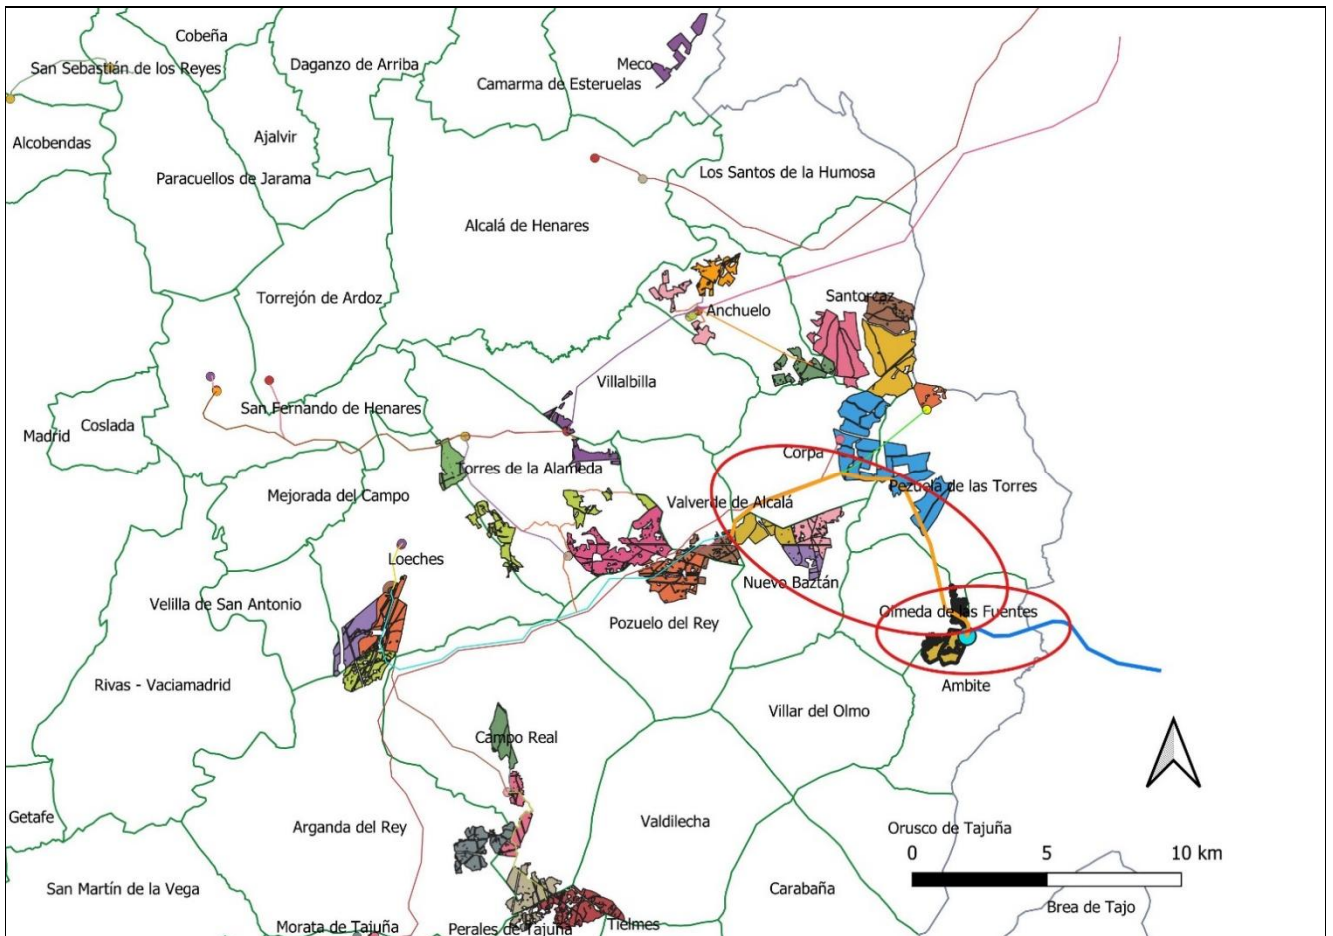 Cobeña
San Sebastián de los Reyes
Daganzo de Arriba
Meco
Camarma de Esteruelas
Alcobendas
Ajalvir
Paracuellos de Jarama
Los Santos de la Humosa
Alcalá de Henares
Torrejón de Ardoz
Santorcaz
Anchuelo
Villalbilla
San Fernando de Henares
Coslada
Madrid
Corpa
Torres de la Alameda
Mejorada del Campo
Pezuela de las Torres
Valverde de Alcalá
Loeches
Nuevo Baztán
Velilla de San Antonio
Olmeda de las Fuentes
Pozuelo del Rey
Rivas - Vaciamadrid
Ambite
Villar del Olmo
Campo Real
Getafe
Arganda del Rey
Valdilecha
Orusco de Tajuña
0 5 10 km
San Martín de la Vega
Carabaña
Brea de Tajo
Morata de Tajuña
Perales de Tajuña
Tielmes